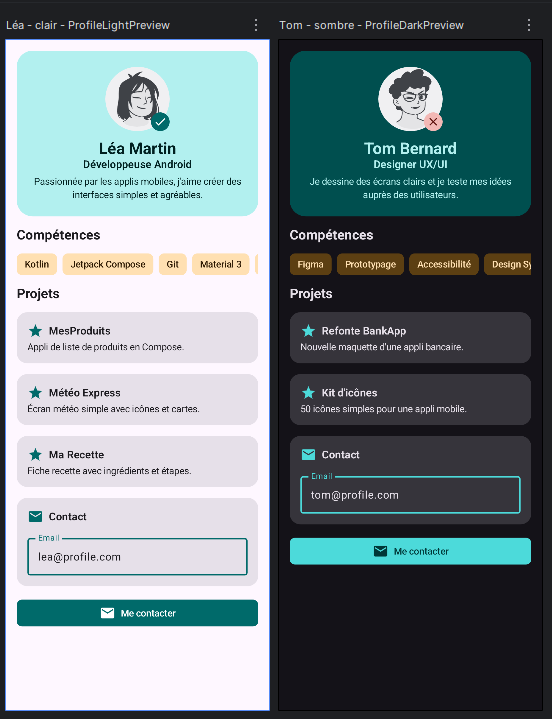 Léa - clair - ProfileLightPreview
Léa Martin
Développeuse Android
Passionnée par les applis mobiles, j'aime créer des
interfaces simples et agréables.
Compétences
Kotlin
Jetpack Compose
Git
Material 3
Projets
MesProduits
Appli de liste de produits en Compose.
Météo Express
Écran météo simple avec icônes et cartes.
Ma Recette
Fiche recette avec ingrédients et étapes.
Contact
Email
lea@profile.com
Me contacter
Tom - sombre - ProfileDarkPreview
Tom Bernard
Designer UX/UI
Je dessine des écrans clairs et je teste mes idées
auprès des utilisateurs.
Compétences
Figma
Prototypage
Accessibilité
Design Sy
Projets
Refonte BankApp
Nouvelle maquette d'une appli bancaire.
Kit d'icônes
50 icônes simples pour une appli mobile.
Contact
Email
tom@profile.com
Me contacter